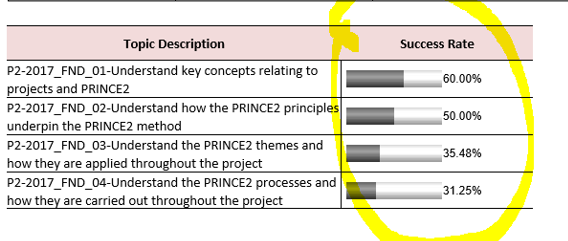 Topic Description Success Rate
P2-2017_FND_01-Understand key concepts relating to
projects and PRINCE2
60.00%
P2-2017_FND_02-Understand how the PRINCE2 principles
underpin the PRINCE2 method
50.00%
P2-2017_FND_03-Understand the PRINCE2 themes and
how they are applied throughout the project
35.48%
P2-2017_FND_04-Understand the PRINCE2 processes and
how they are carried out throughout the project
31.25%